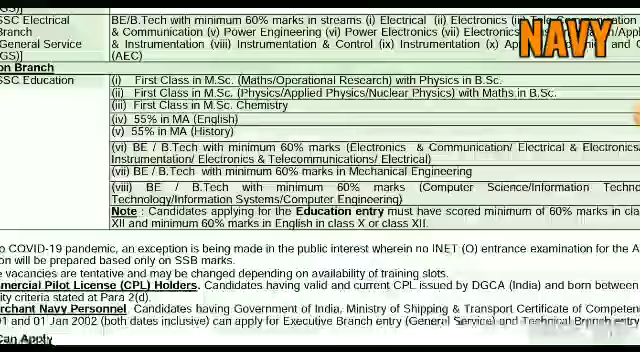 GS)]
SSC Electrical BE/B.Tech with minimum 60% marks in streams (i) Electrical (ii) Electronics (iii) Tele Communication
Branch & Communication (v) Power Engineering (vi) Power Electronics (vii)
General Service & Instrumentation (viii) Instrumentation & Control (ix) Instrumentation (x)
GS)] (AEC)
NAVY
on Branch
SSC Education (i) First Class in M.Sc. (Maths/Operational Research) with Physics in B.Sc.
(ii) First Class in M.Sc. (Physics/Applied Physics/Nuclear Physics) with Maths in B.Sc.
(iii) First Class in M.Sc. Chemistry
(iv) 55% in MA (English)
(v) 55% in MA (History)
(vi) BE / B.Tech with minimum 60% marks (Electronics & Communication/ Electrical & Electronics/
Instrumentation/ Electronics & Telecommunications/ Electrical)
(vii) BE / B.Tech with minimum 60% marks in Mechanical Engineering
(viii) BE / B.Tech with minimum 60% marks (Computer Science/Information Techno
Technology/Information Systems/Computer Engineering)
Note : Candidates applying for the Education entry must have scored minimum of 60% marks in cla
XII and minimum 60% marks in English in class X or class XII.
o COVID-19 pandemic, an exception is being made in the public interest wherein no INET (O) entrance examination for the A
on will be prepared based only on SSB marks.
e vacancies are tentative and may be changed depending on availability of training slots.
mmercial Pilot License (CPL) Holders. Candidates having valid and current CPL issued by DGCA (India) and born between
ity criteria stated at Para 2(d).
rchant Navy Personnel. Candidates having Government of India, Ministry of Shipping & Transport Certificate of Competen
01 and 01 Jan 2002 (both dates inclusive) can apply for Executive Branch entry (General Service and Technical Branch entry
Can Apply